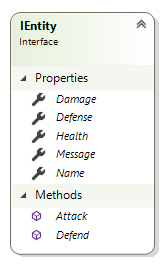 IEntity
Interface
Properties
Damage
Defense
Health
Message
Name
Methods
Attack
Defend